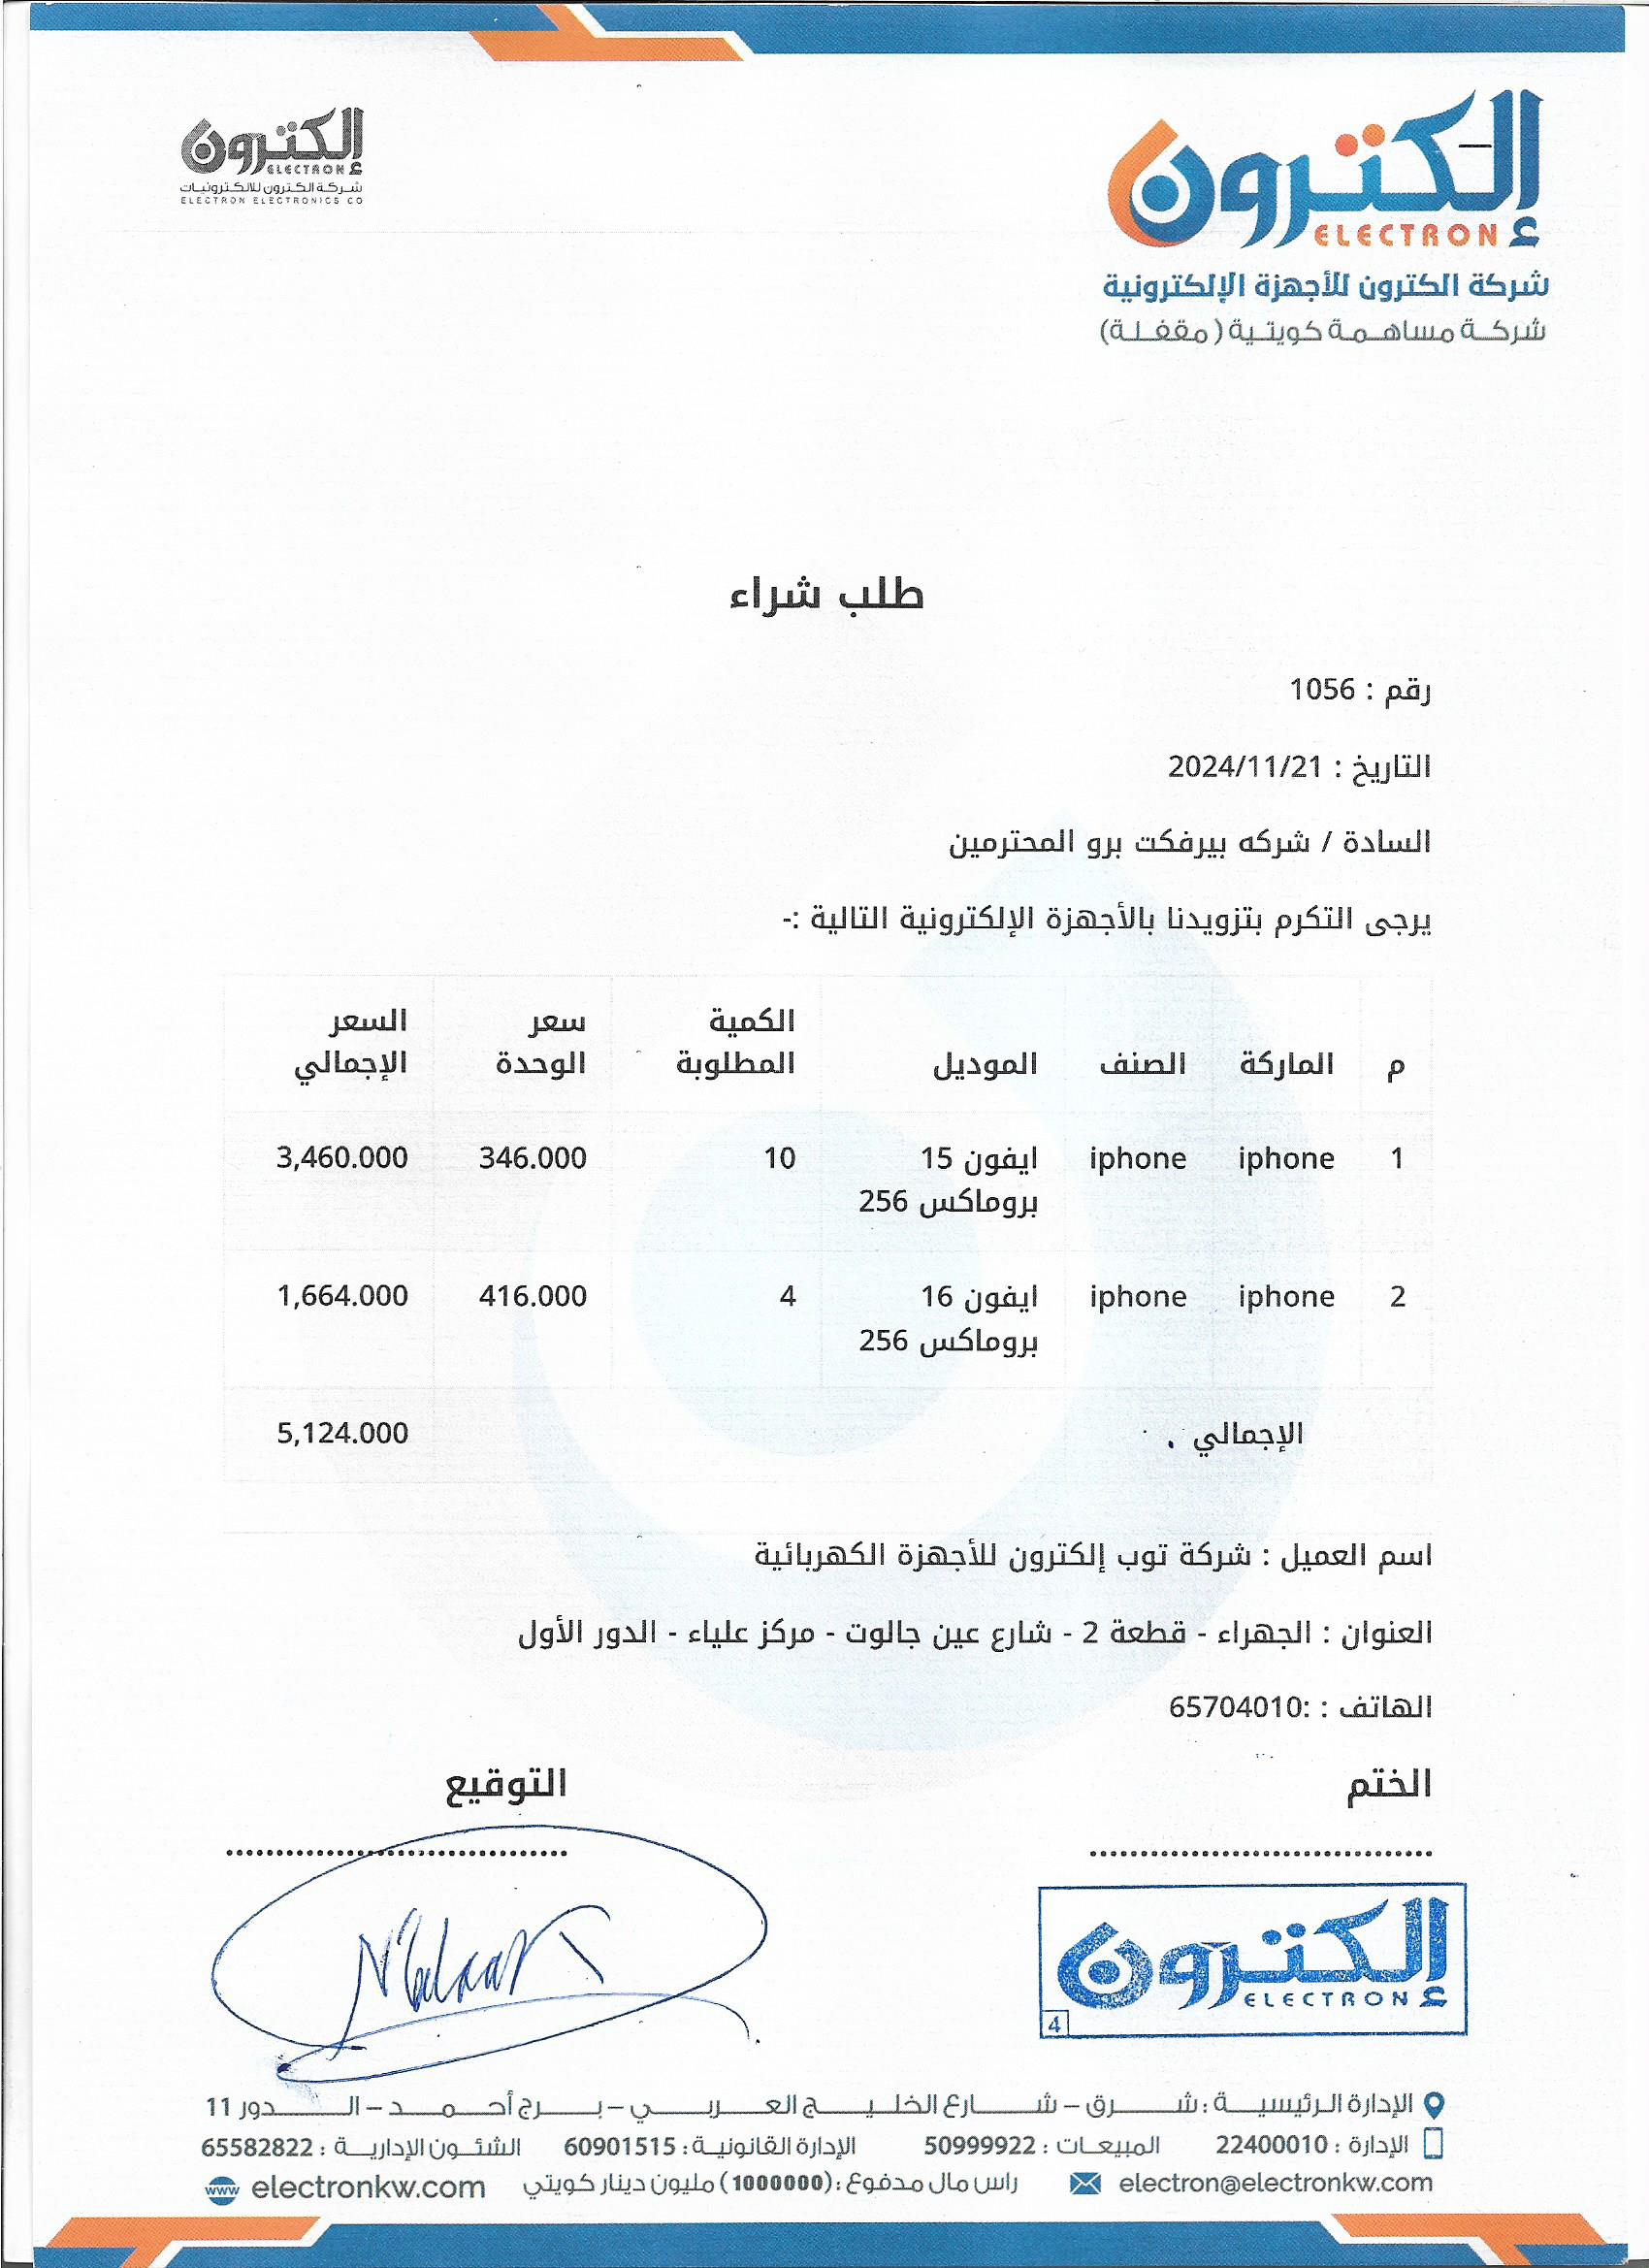 إلكترون
ELECTRON
شركة الكترون للأجهزة الإلكترونية
شركة مساهمة كويتية (مقفلة)
إلكترون
ELECTRON
شركة الكترون للالكترونيات
ELECTRON ELECTRONICS CO
طلب شراء
رقم : 1056
التاريخ : 2024/11/21
السادة / شركه بيرفكت برو المحترمين
يرجى التكرم بتزويدنا بالأجهزة الإلكترونية التالية :-
م الماركة الصنف الموديل الكمية المطلوبة سعر الوحدة السعر الإجمالي
1 iphone iphone ايفون 15 بروماكس 256 10 346.000 3,460.000
2 iphone iphone ايفون 16 بروماكس 256 4 416.000 1,664.000
الإجمالي 5,124.000
اسم العميل : شركة توب إلكترون للأجهزة الكهربائية
العنوان : الجهراء - قطعة 2 - شارع عين جالوت - مركز علياء - الدور الأول
الهاتف : :65704010
الختم التوقيع
إلكترون
ELECTRON
4
الإدارة الرئيسية : شرق – شارع الخليج العربي – برج أحمد – الدور 11
الإدارة : 22400010 المبيعات : 50999922 الإدارة القانونية : 60901515 الشئون الإدارية : 65582822
electron@electronkw.com راس مال مدفوع : (1000000) مليون دينار كويتي www electronkw.com